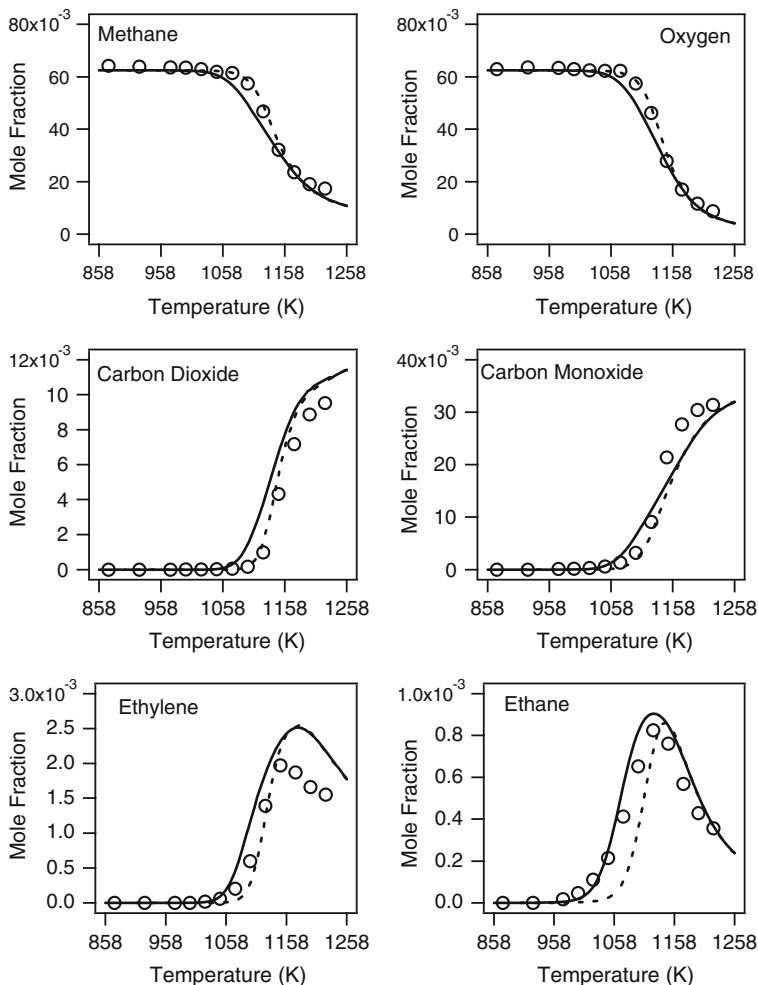 80x10-3
Methane
60
40
20
0
Mole Fraction
858 958 1058 1158 1258
Temperature (K)
80x10-3
Oxygen
60
40
20
0
Mole Fraction
858 958 1058 1158 1258
Temperature (K)
12x10-3
Carbon Dioxide
10
8
6
4
2
0
Mole Fraction
858 958 1058 1158 1258
Temperature (K)
40x10-3
Carbon Monoxide
30
20
10
0
Mole Fraction
858 958 1058 1158 1258
Temperature (K)
3.0x10-3
Ethylene
2.5
2.0
1.5
1.0
0.5
0.0
Mole Fraction
858 958 1058 1158 1258
Temperature (K)
1.0x10-3
Ethane
0.8
0.6
0.4
0.2
0.0
Mole Fraction
858 958 1058 1158 1258
Temperature (K)